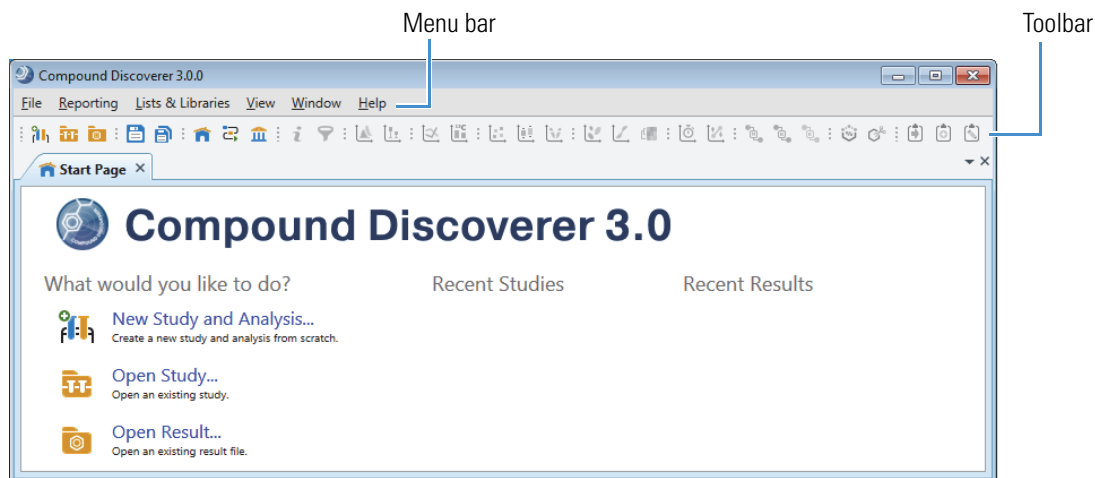 Menu bar
Toolbar
Compound Discoverer 3.0.0
File Reporting Lists & Libraries View Window Help
Start Page
Compound Discoverer 3.0
What would you like to do?
Recent Studies
Recent Results
New Study and Analysis...
Create a new study and analysis from scratch.
Open Study...
Open an existing study.
Open Result...
Open an existing result file.